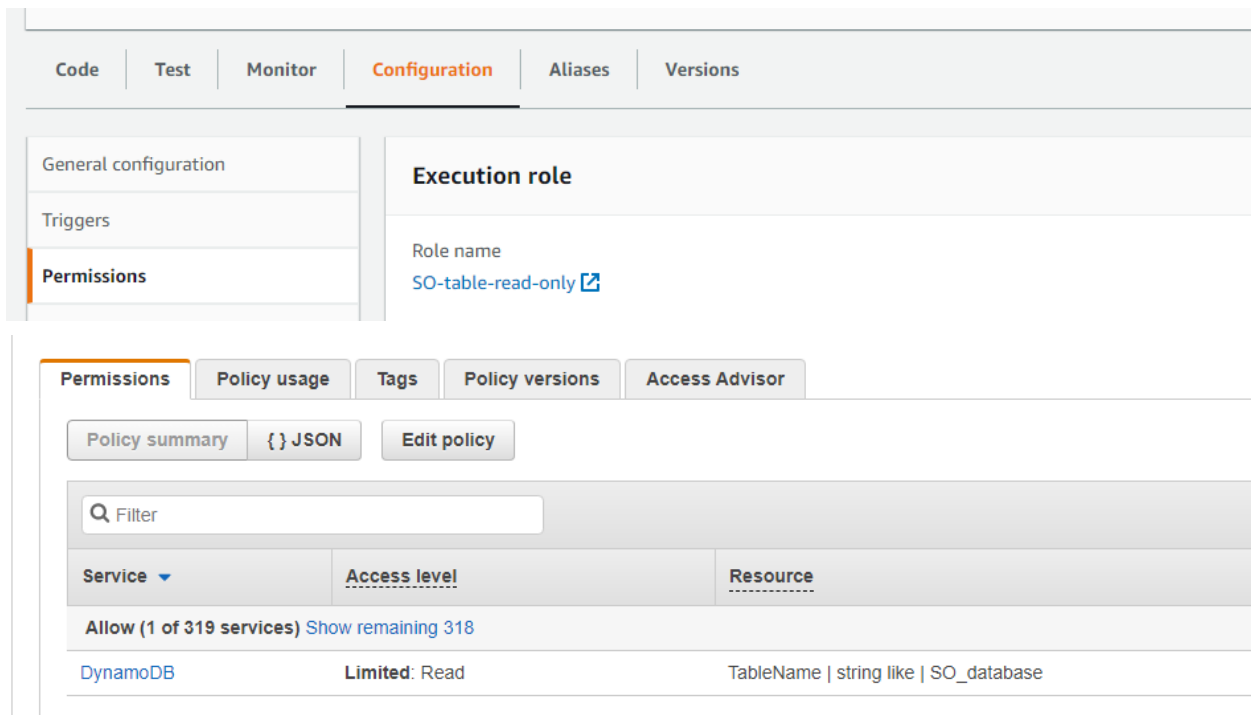 Code Test Monitor Configuration Aliases Versions
General configuration
Triggers
Permissions
Execution role
Role name
SO-table-read-only
Permissions Policy usage Tags Policy versions Access Advisor
Policy summary { } JSON Edit policy
Filter
Service Access level Resource
Allow (1 of 319 services) Show remaining 318
DynamoDB Limited: Read TableName | string like | SO_database